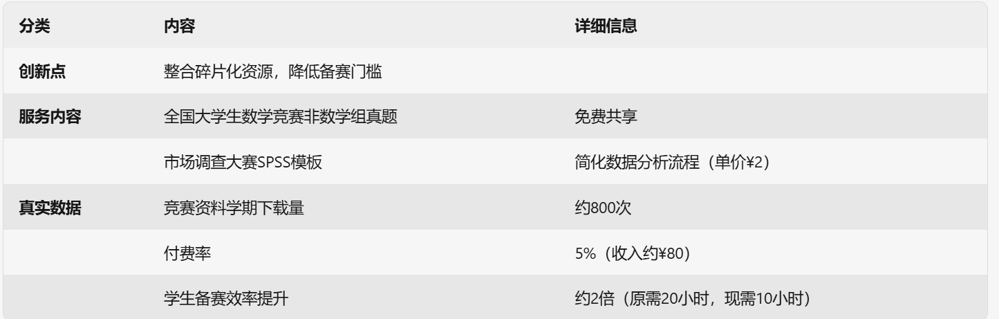 分类 内容 详细信息
创新点 整合碎片化资源，降低备赛门槛
服务内容 全国大学生数学竞赛非数学组真题 免费共享
市场调查大赛SPSS模板 简化数据分析流程（单价¥2）
真实数据 竞赛资料学期下载量 约800次
付费率 5%（收入约¥80）
学生备赛效率提升 约2倍（原需20小时，现需10小时）